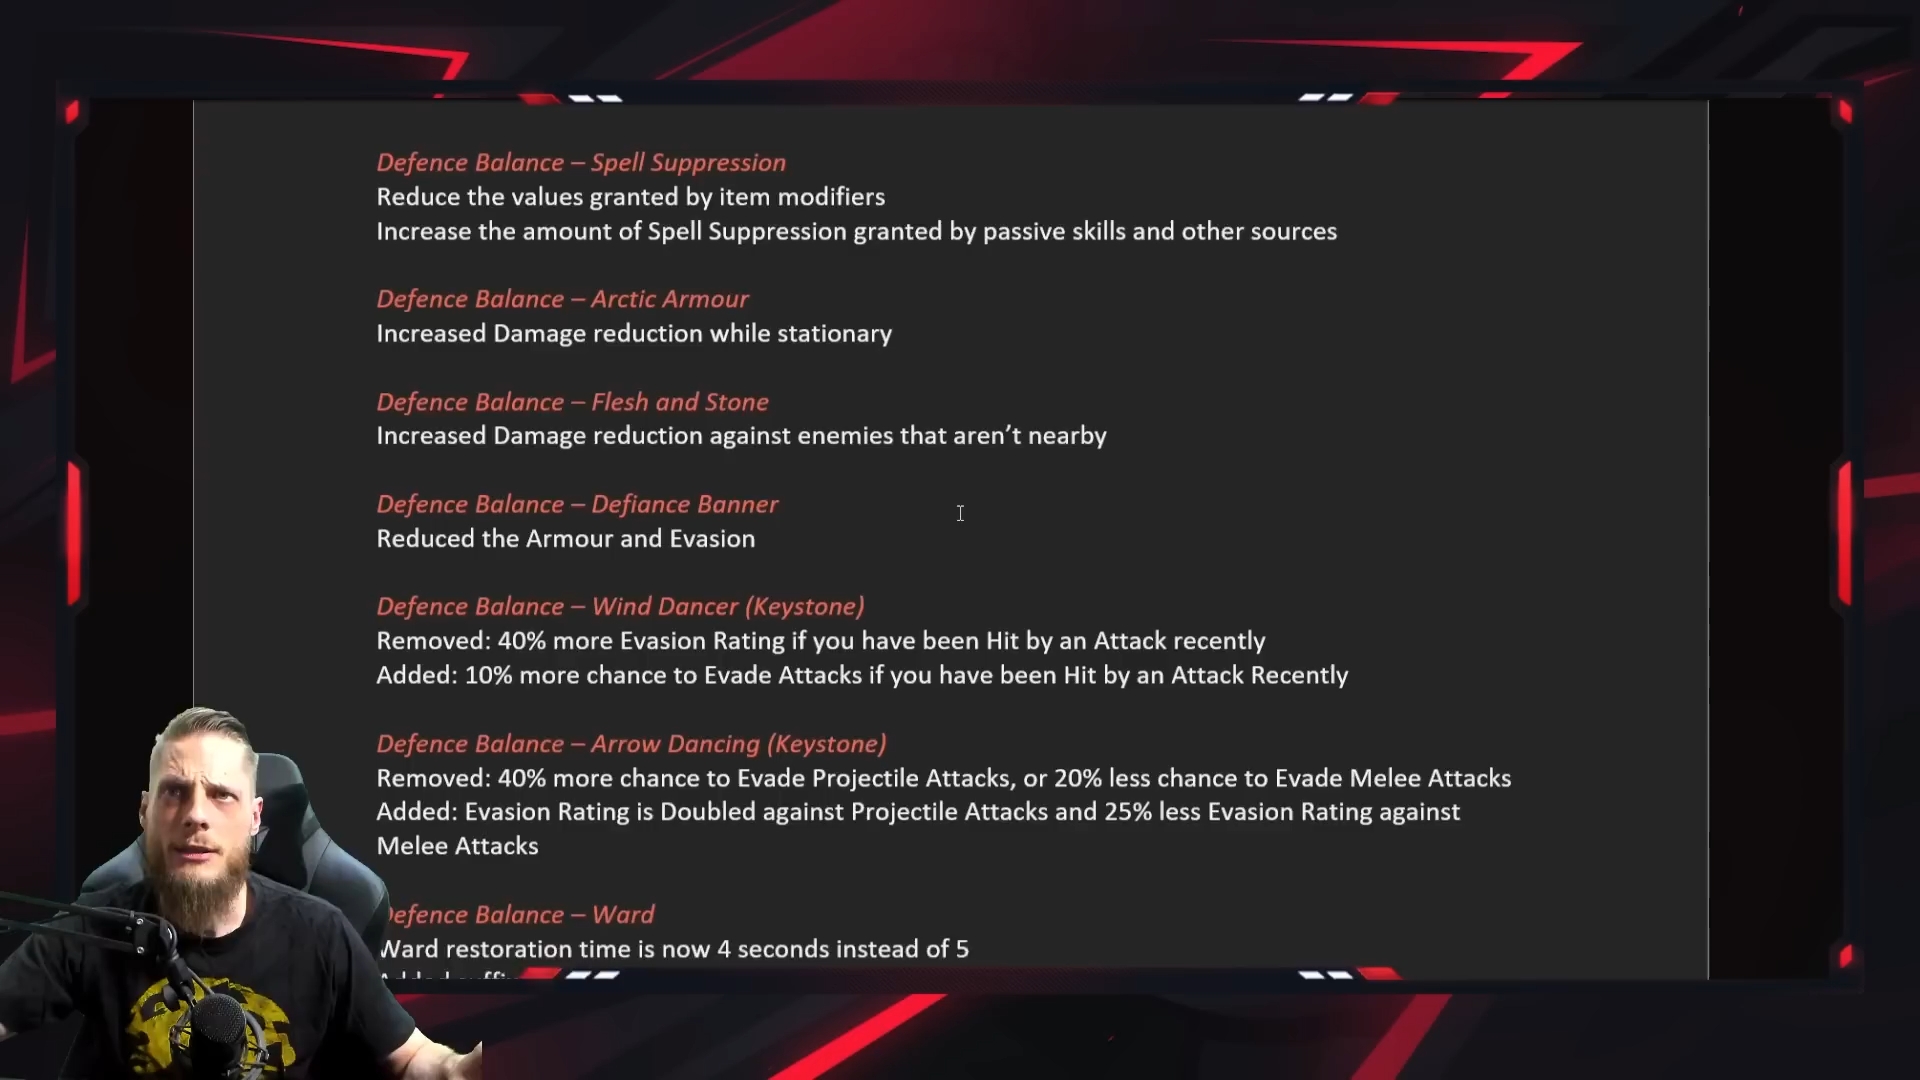 Defence Balance – Spell Suppression
Reduce the values granted by item modifiers
Increase the amount of Spell Suppression granted by passive skills and other sources
Defence Balance – Arctic Armour
Increased Damage reduction while stationary
Defence Balance – Flesh and Stone
Increased Damage reduction against enemies that aren’t nearby
Defence Balance – Defiance Banner
Reduced the Armour and Evasion
Defence Balance – Wind Dancer (Keystone)
Removed: 40% more Evasion Rating if you have been Hit by an Attack recently
Added: 10% more chance to Evade Attacks if you have been Hit by an Attack Recently
Defence Balance – Arrow Dancing (Keystone)
Removed: 40% more chance to Evade Projectile Attacks, or 20% less chance to Evade Melee Attacks
Added: Evasion Rating is Doubled against Projectile Attacks and 25% less Evasion Rating against
Melee Attacks
Defence Balance – Ward
Ward restoration time is now 4 seconds instead of 5